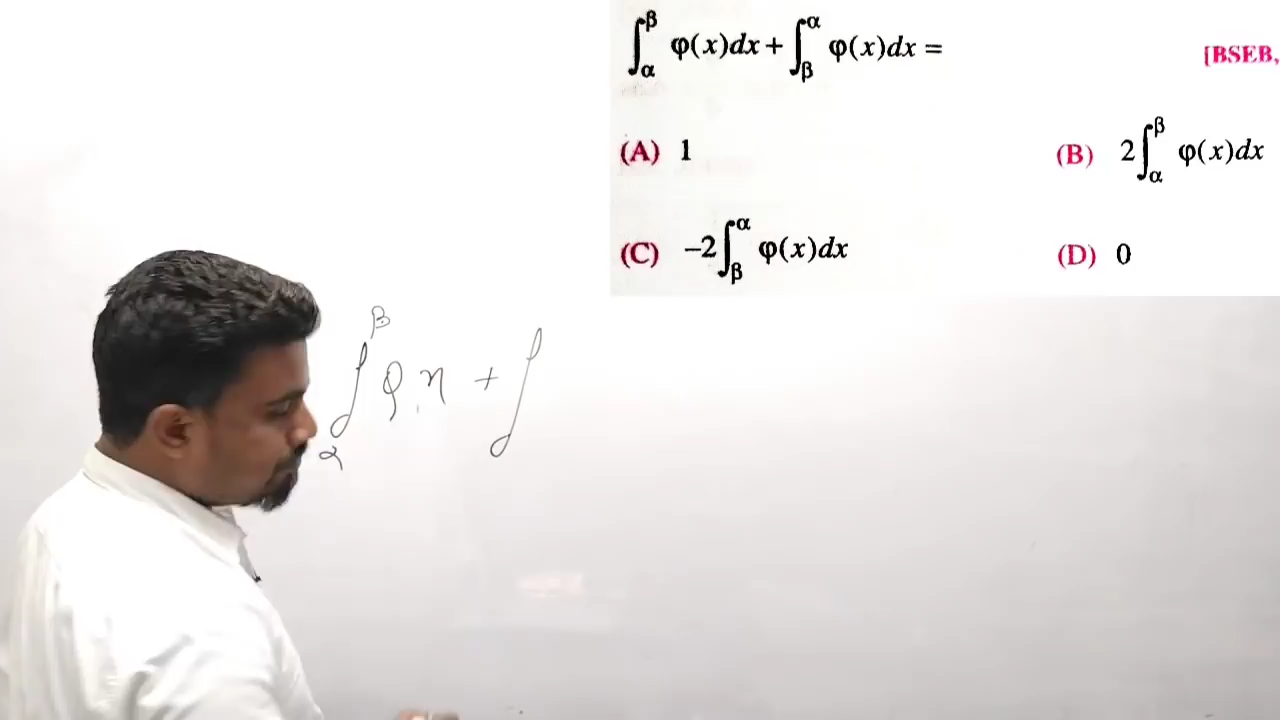 ∫_α^β φ(x)dx + ∫_β^α φ(x)dx =
[BSEB,
(A) 1
(B) 2∫_α^β φ(x)dx
(C) −2∫_β^α φ(x)dx
(D) 0
∫_α^β φ x + ∫